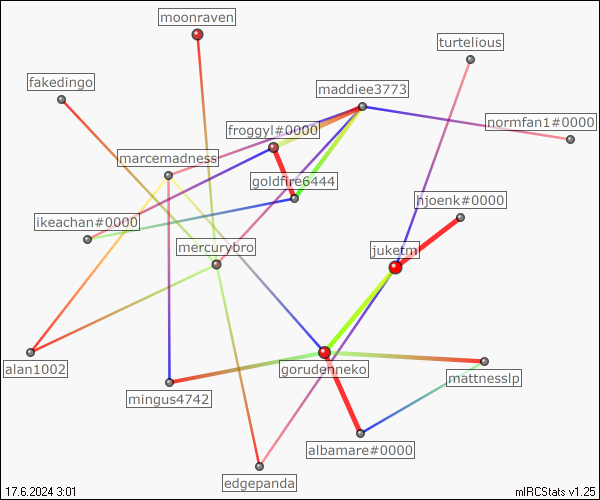 moonraven
turtelious
fakedingo
maddiee3773
normfan1#0000
froggyl#0000
marcemadness
goldfire6444
hjoenk#0000
ikeachan#0000
mercurybro
juketm
alan1002
gorudenneko
mattnesslp
mingus4742
albamare#0000
edgepanda
17.6.2024 3:01
mIRCStats v1.25